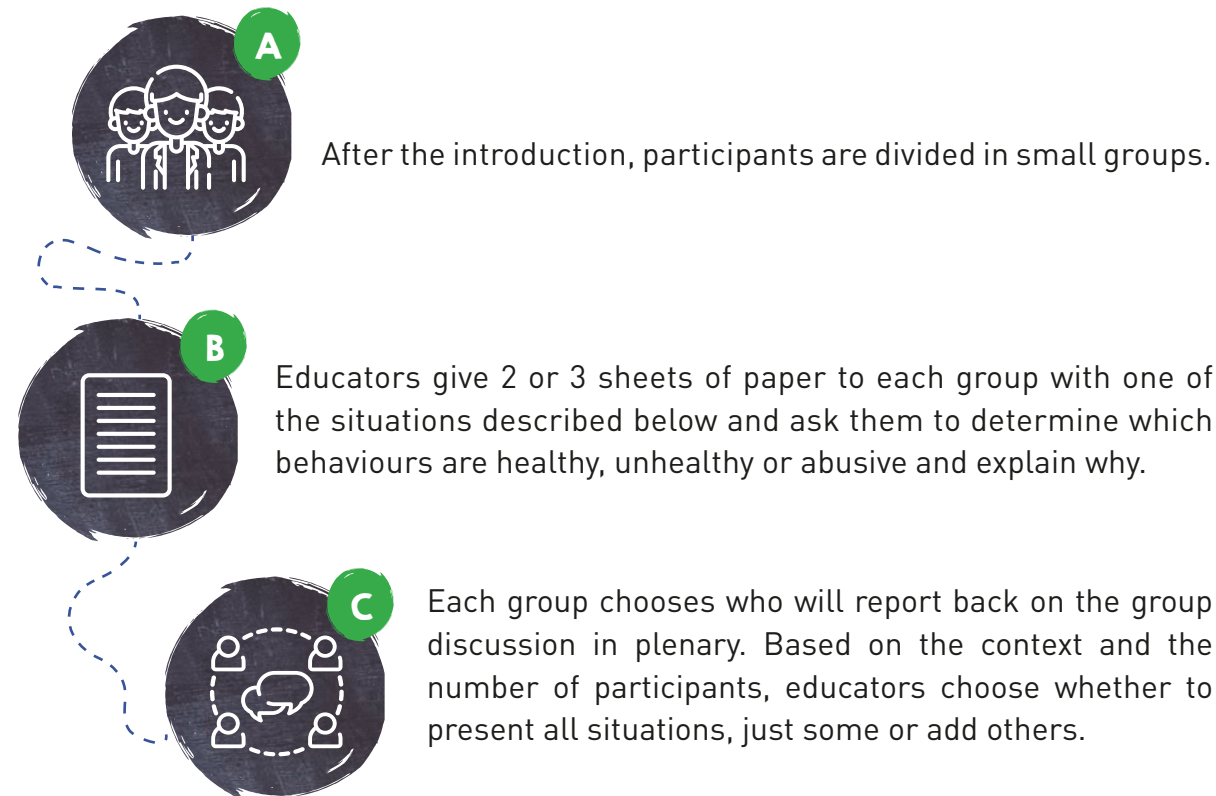 A
After the introduction, participants are divided in small groups.
B
Educators give 2 or 3 sheets of paper to each group with one of
the situations described below and ask them to determine which
behaviours are healthy, unhealthy or abusive and explain why.
C
Each group chooses who will report back on the group
discussion in plenary. Based on the context and the
number of participants, educators choose whether to
present all situations, just some or add others.